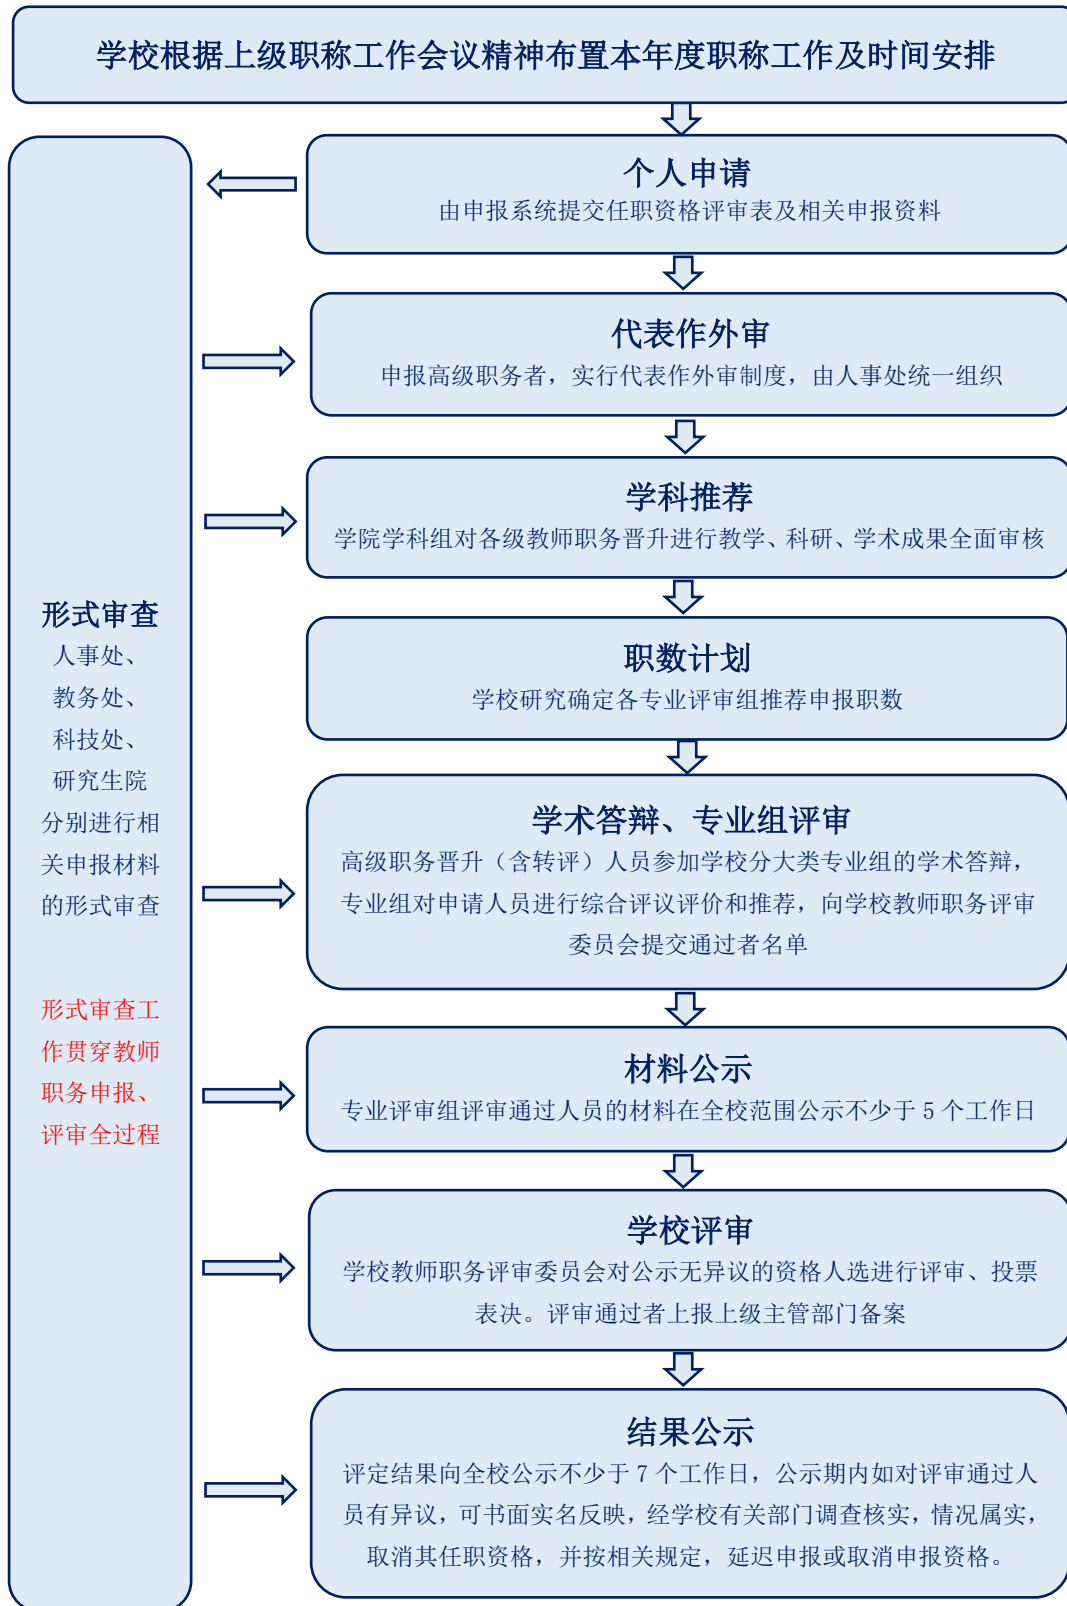 学校根据上级职称工作会议精神布置本年度职称工作及时间安排
形式审查
人事处、
教务处、
科技处、
研究生院
分别进行相
关申报材料
的形式审查
形式审查工
作贯穿教师
职务申报、
评审全过程
个人申请
由申报系统提交任职资格评审表及相关申报资料
代表作外审
申报高级职务者，实行代表作外审制度，由人事处统一组织
学科推荐
学院学科组对各级教师职务晋升进行教学、科研、学术成果全面审核
职数计划
学校研究确定各专业评审组推荐申报职数
学术答辩、专业组评审
高级职务晋升（含转评）人员参加学校分大类专业组的学术答辩，
专业组对申请人员进行综合评议评价和推荐，向学校教师职务评审
委员会提交通过者名单
材料公示
专业评审组评审通过人员的材料在全校范围公示不少于 5 个工作日
学校评审
学校教师职务评审委员会对公示无异议的资格人选进行评审、投票
表决。评审通过者上报上级主管部门备案
结果公示
评定结果向全校公示不少于 7 个工作日，公示期内如对评审通过人
员有异议，可书面实名反映，经学校有关部门调查核实，情况属实，
取消其任职资格，并按相关规定，延迟申报或取消申报资格。